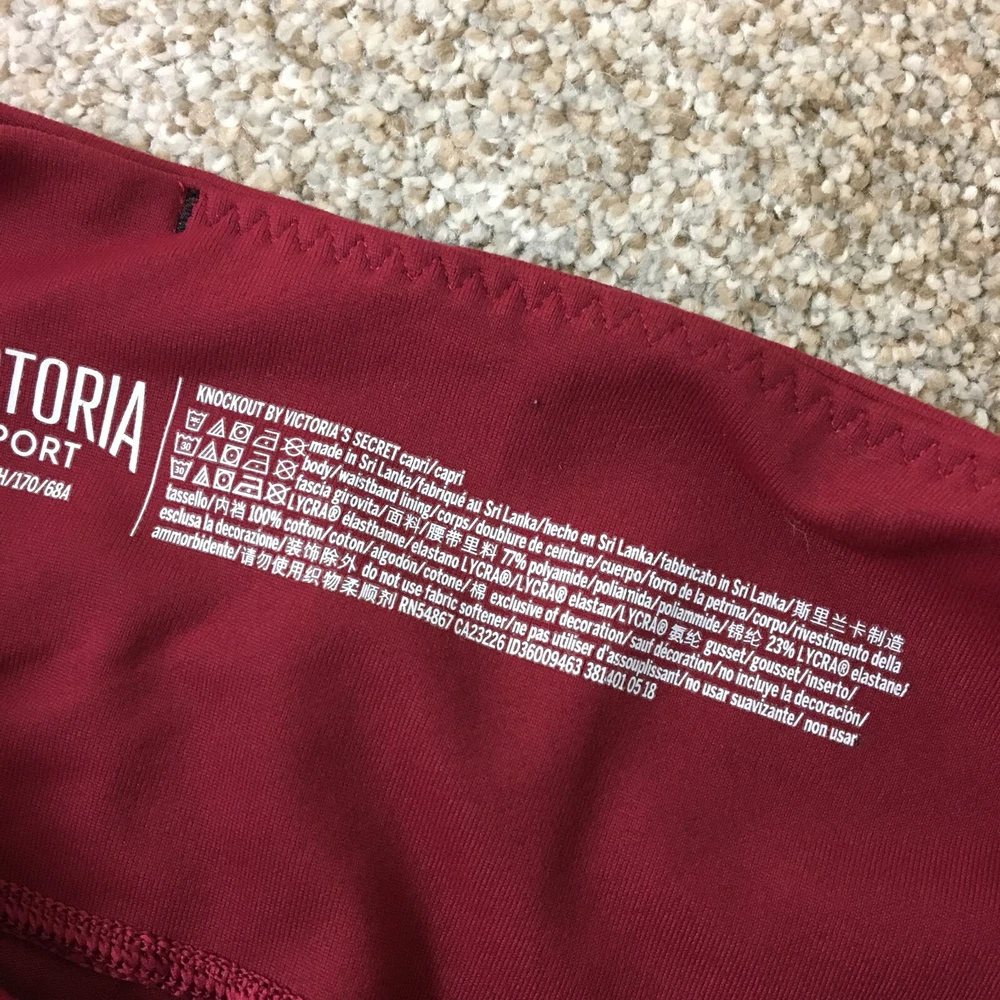 TORIA
PORT
H/170/68A
KNOCKOUT BY VICTORIA'S SECRET capri/capri
made in Sri Lanka/fabriqué au Sri Lanka/hecho en Sri Lanka/fabbricato in Sri Lanka/斯里兰卡制造
30 body/waistband lining/corps/doublure de ceinture/cuerpo/forro de la petrina/corpo/rivestimento della
30 fascia girovita/面料/腰带里料 77% polyamide/poliamida/poliammide/锦纶 23% LYCRA® elastane/
LYCRA® élasthanne/elastano LYCRA®/LYCRA® elastan/LYCRA®氨纶 gusset/gousset/inserto/
tassello/内裆 100% cotton/coton/algodón/cotone/棉 exclusive of decoration/sauf décoration/no incluye la decoración/
esclusa la decorazione/装饰除外 do not use fabric softener/ne pas utiliser d'assouplissant/no usar suavizante/ non usar
ammorbidente/请勿使用织物柔顺剂 RN54867 CA23226 ID36009463 381401 05 18